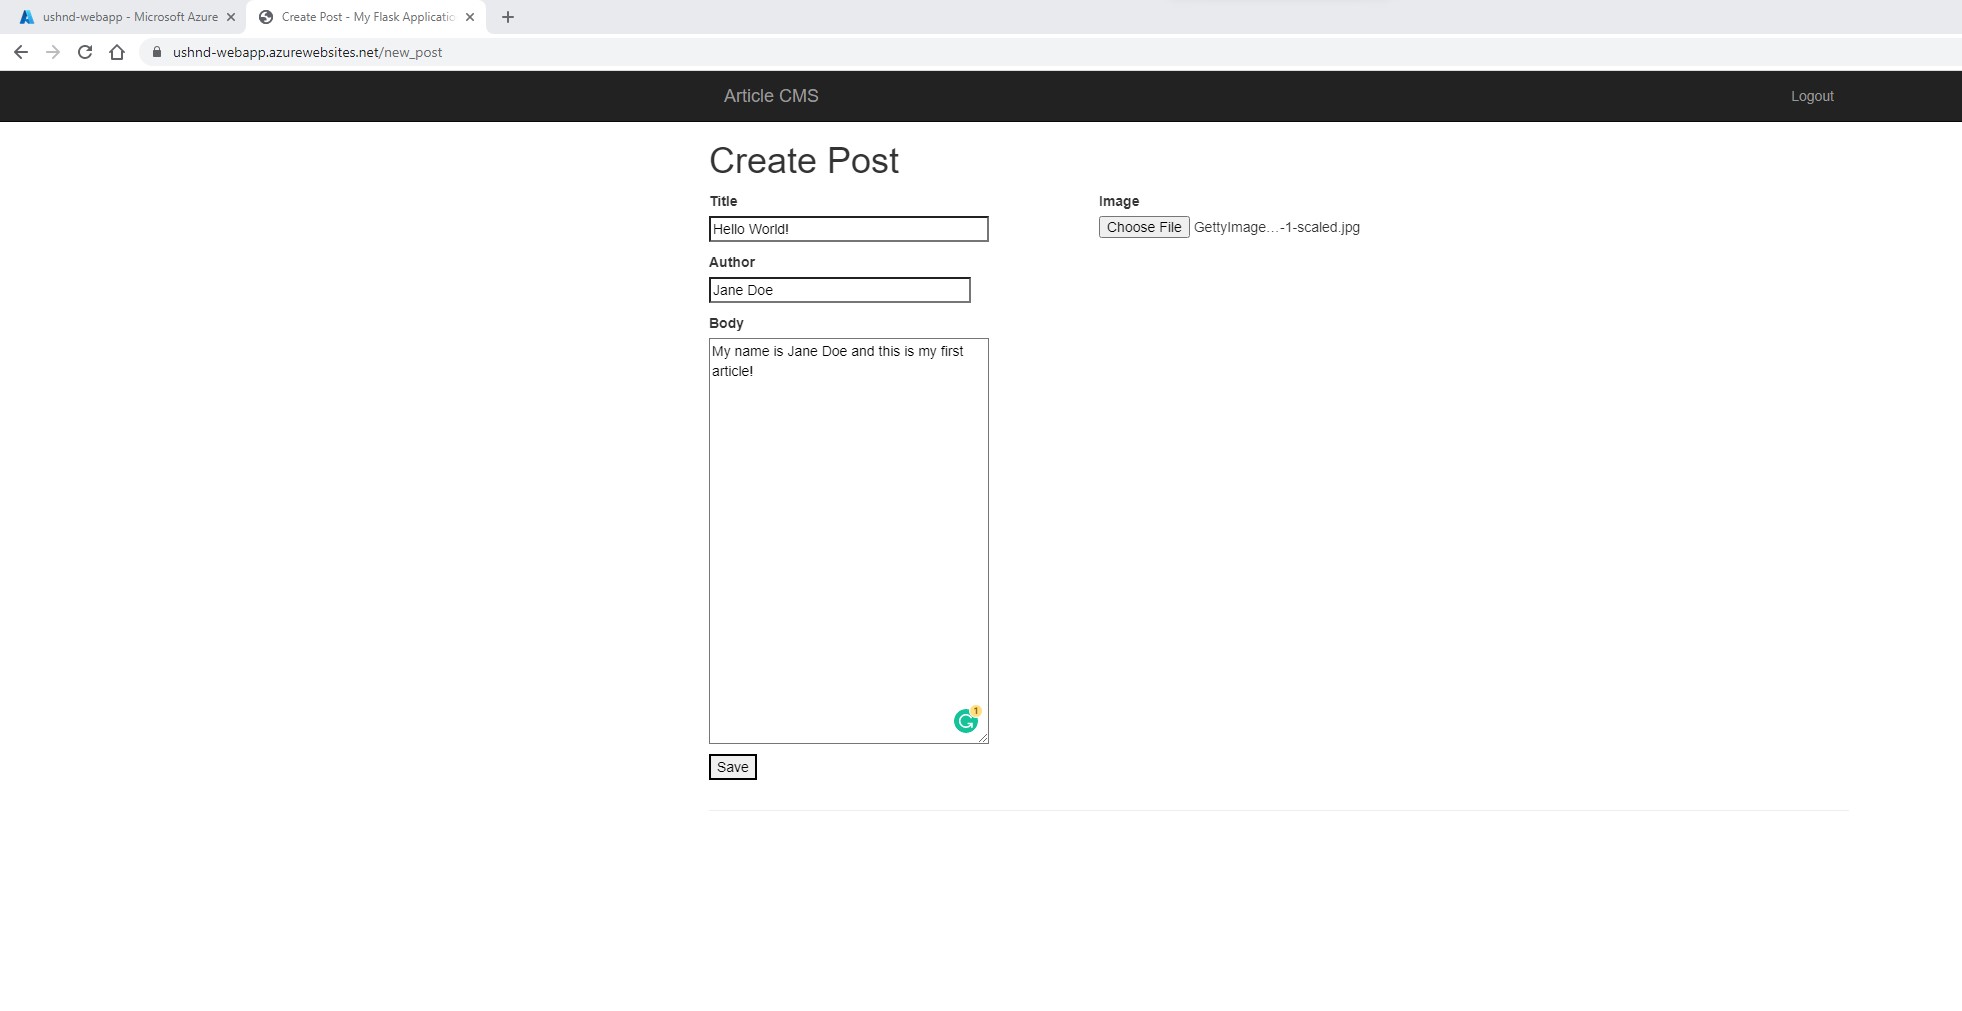 ushnd-webapp - Microsoft Azure
Create Post - My Flask Applicatio
ushnd-webapp.azurewebsites.net/new_post
Article CMS
Logout
Create Post
Title
Image
Hello World!
Choose File GettyImage...-1-scaled.jpg
Author
Jane Doe
Body
My name is Jane Doe and this is my first
article!
1
Save